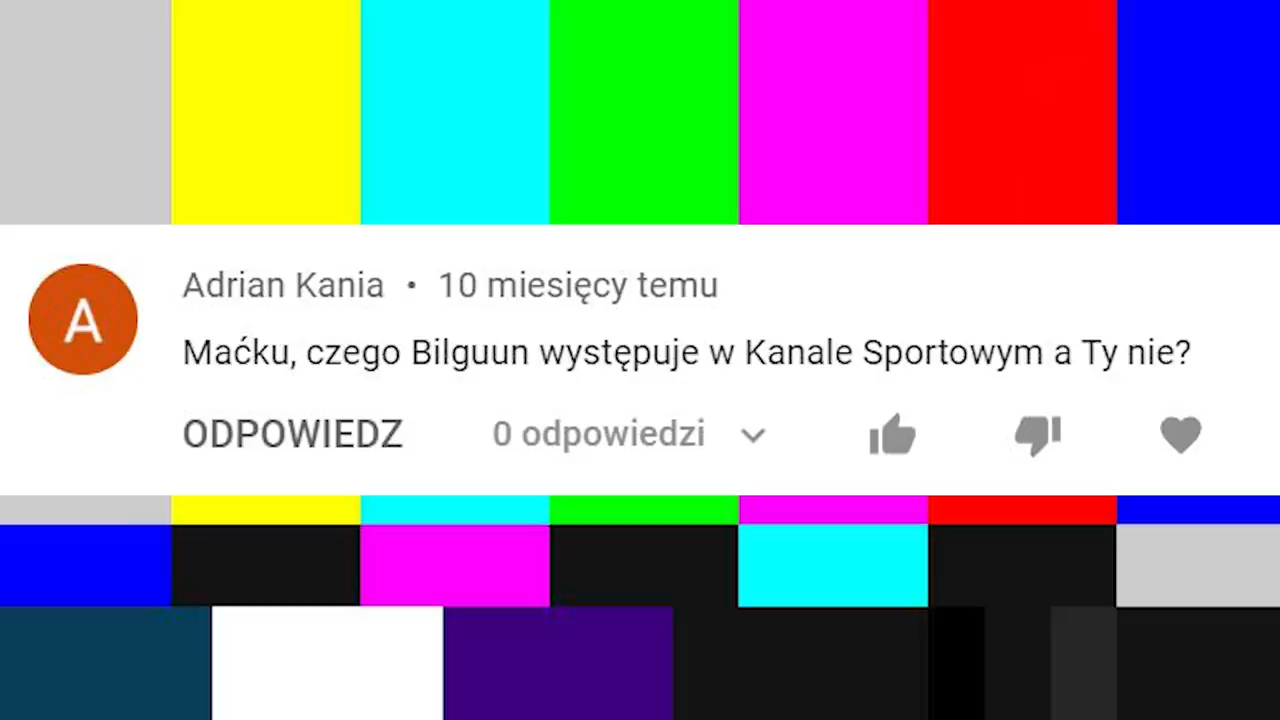 A
Adrian Kania • 10 miesięcy temu
Maćku, czego Bilguun występuje w Kanale Sportowym a Ty nie?
ODPOWIEDZ 0 odpowiedzi